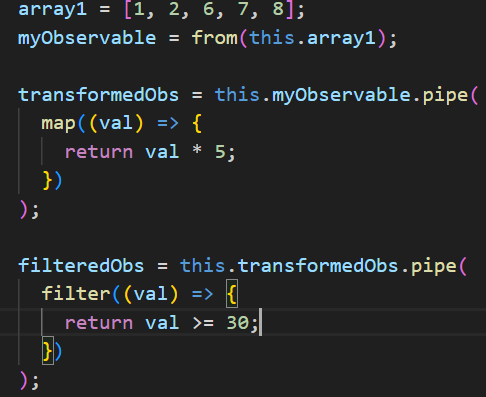 array1 = [1, 2, 6, 7, 8];
myObservable = from(this.array1);
transformedObs = this.myObservable.pipe(
map((val) => {
return val * 5;
})
);
filteredObs = this.transformedObs.pipe(
filter((val) => {
return val >= 30;
})
);